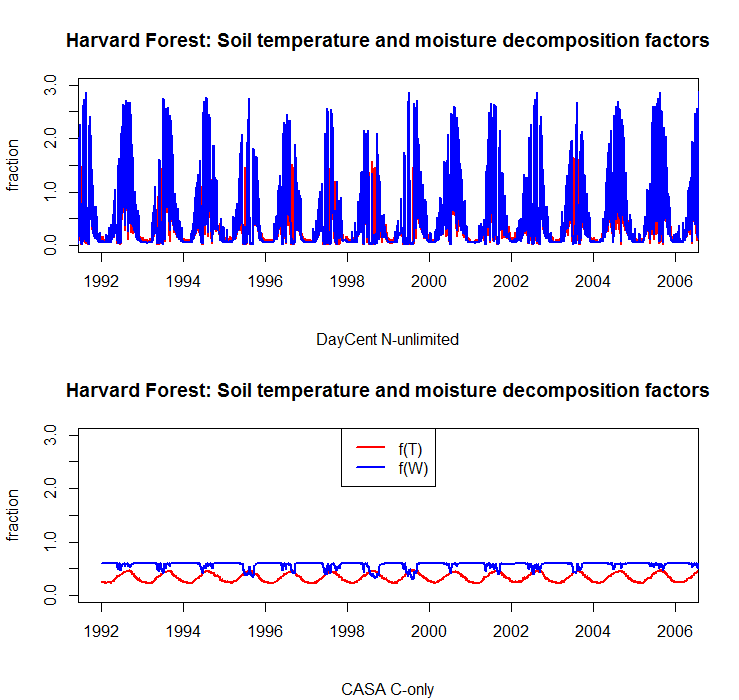 Harvard Forest: Soil temperature and moisture decomposition factors
3.0
2.0
1.0
0.0
fraction
1992 1994 1996 1998 2000 2002 2004 2006
DayCent N-unlimited
Harvard Forest: Soil temperature and moisture decomposition factors
3.0
2.0
1.0
0.0
fraction
f(T)
f(W)
1992 1994 1996 1998 2000 2002 2004 2006
CASA C-only